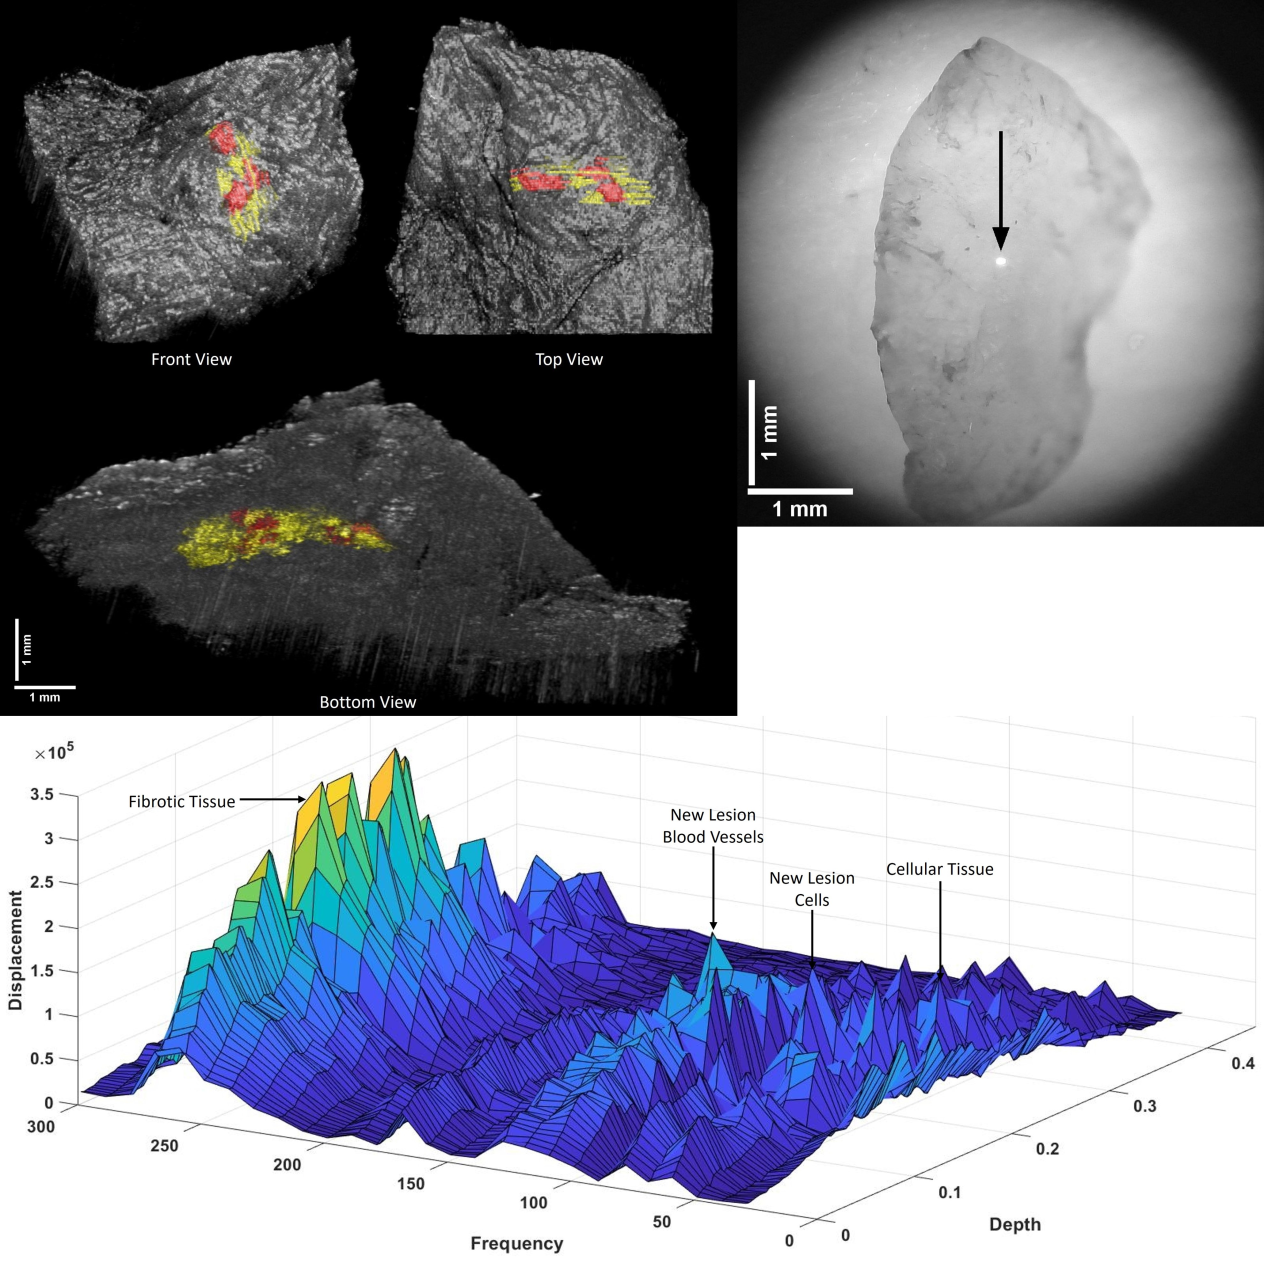 Front View
Top View
1 mm
1 mm
Bottom View
1 mm
1 mm
×10⁵
3.5
3
2.5
2
1.5
1
0.5
0
Displacement
Fibrotic Tissue
New Lesion
Blood Vessels
New Lesion
Cells
Cellular Tissue
300
250
200
150
100
50
0
Frequency
0
0.1
0.2
0.3
0.4
Depth